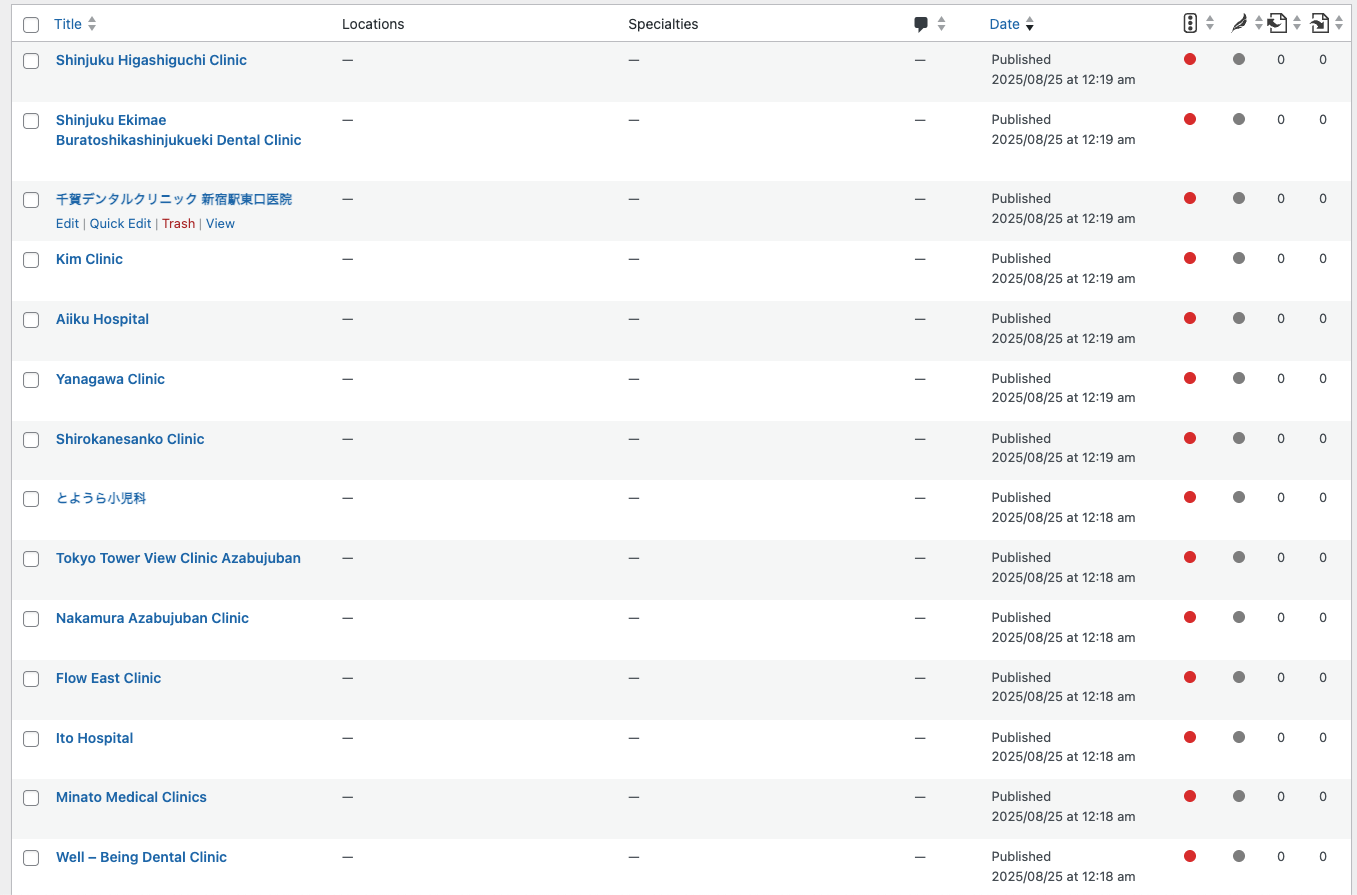 Title Locations Specialties Date
Shinjuku Higashiguchi Clinic — — — Published 0 0
2025/08/25 at 12:19 am
Shinjuku Ekimae — — — Published 0 0
Buratoshikashinjukueki Dental Clinic 2025/08/25 at 12:19 am
千賀デンタルクリニック 新宿駅東口医院 — — — Published 0 0
2025/08/25 at 12:19 am
Edit | Quick Edit | Trash | View
Kim Clinic — — — Published 0 0
2025/08/25 at 12:19 am
Aiiku Hospital — — — Published 0 0
2025/08/25 at 12:19 am
Yanagawa Clinic — — — Published 0 0
2025/08/25 at 12:19 am
Shirokanesanko Clinic — — — Published 0 0
2025/08/25 at 12:19 am
とようら小児科 — — — Published 0 0
2025/08/25 at 12:18 am
Tokyo Tower View Clinic Azabujuban — — — Published 0 0
2025/08/25 at 12:18 am
Nakamura Azabujuban Clinic — — — Published 0 0
2025/08/25 at 12:18 am
Flow East Clinic — — — Published 0 0
2025/08/25 at 12:18 am
Ito Hospital — — — Published 0 0
2025/08/25 at 12:18 am
Minato Medical Clinics — — — Published 0 0
2025/08/25 at 12:18 am
Well – Being Dental Clinic — — — Published 0 0
2025/08/25 at 12:18 am